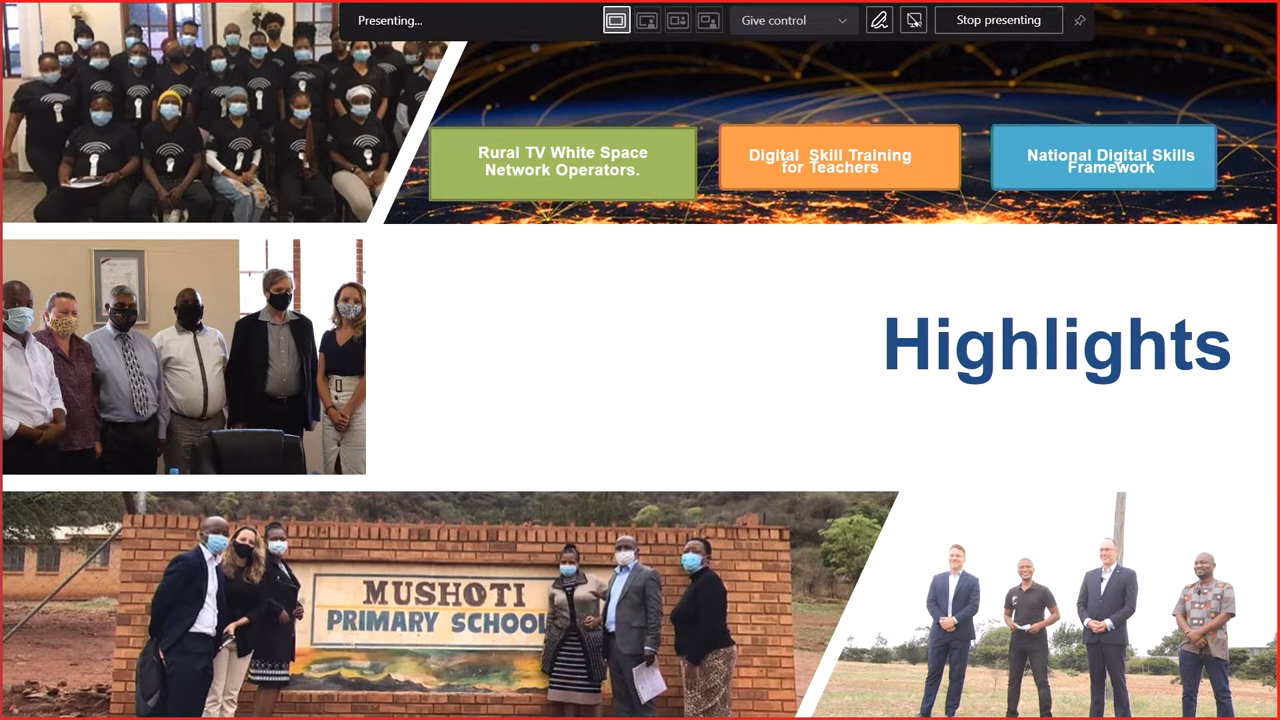 Presenting...
Give control
Stop presenting
Rural TV White Space
Network Operators.
Digital Skill Training
for Teachers
National Digital Skills
Framework
Highlights
MUSHOTI
PRIMARY SCHOOL